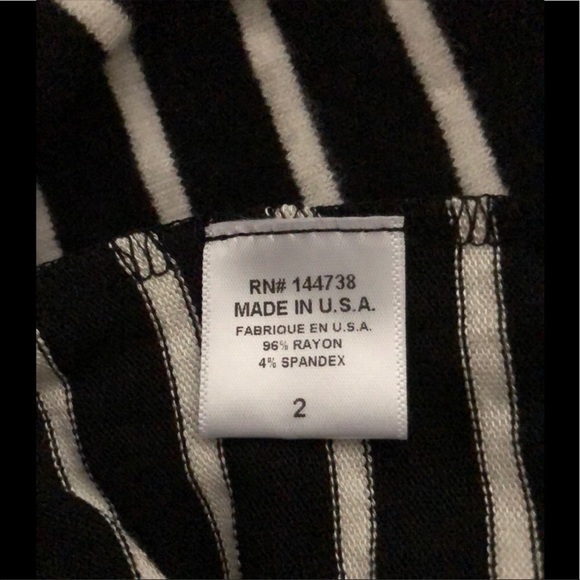 RN# 144738
MADE IN U.S.A.
FABRIQUE EN U.S.A.
96% RAYON
4% SPANDEX
2